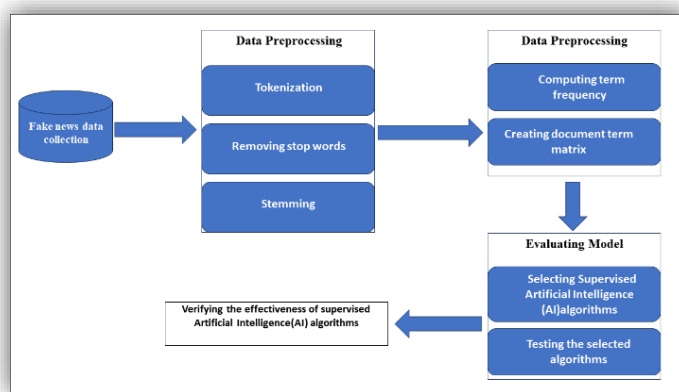 Fake news data
collection
Data Preprocessing
Tokenization
Removing stop words
Stemming
Data Preprocessing
Computing term
frequency
Creating document term
matrix
Evaluating Model
Selecting Supervised
Artificial Intelligence
(AI)algorithms
Testing the selected
algorithms
Verifying the effectiveness of supervised
Artificial Intelligence(AI) algorithms